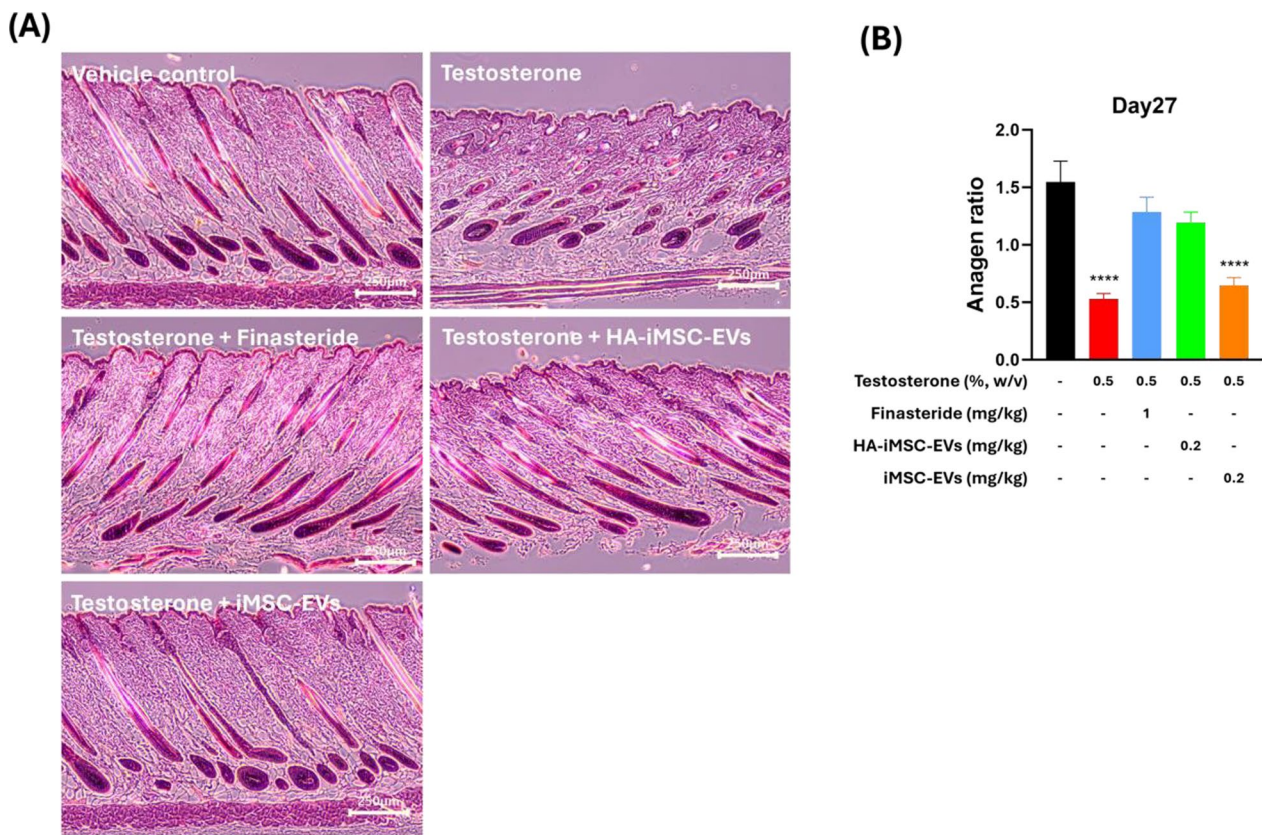 (A)
Vehicle control
250μm
Testosterone
250μm
Testosterone + Finasteride
250μm
Testosterone + HA-iMSC-EVs
250μm
Testosterone + iMSC-EVs
250μm
(B)
Day27
Anagen ratio
2.0
1.5
1.0
0.5
0.0
****
****
Testosterone (%, w/v) - 0.5 0.5 0.5 0.5
Finasteride (mg/kg) - - 1 - -
HA-iMSC-EVs (mg/kg) - - - 0.2 -
iMSC-EVs (mg/kg) - - - - 0.2